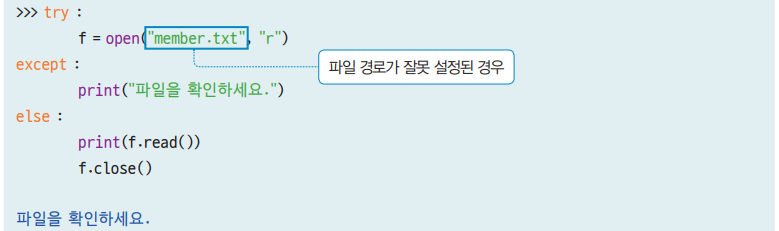 >>> try :
f = open("member.txt", "r")
파일 경로가 잘못 설정된 경우
except :
print("파일을 확인하세요.")
else :
print(f.read())
f.close()
파일을 확인하세요.